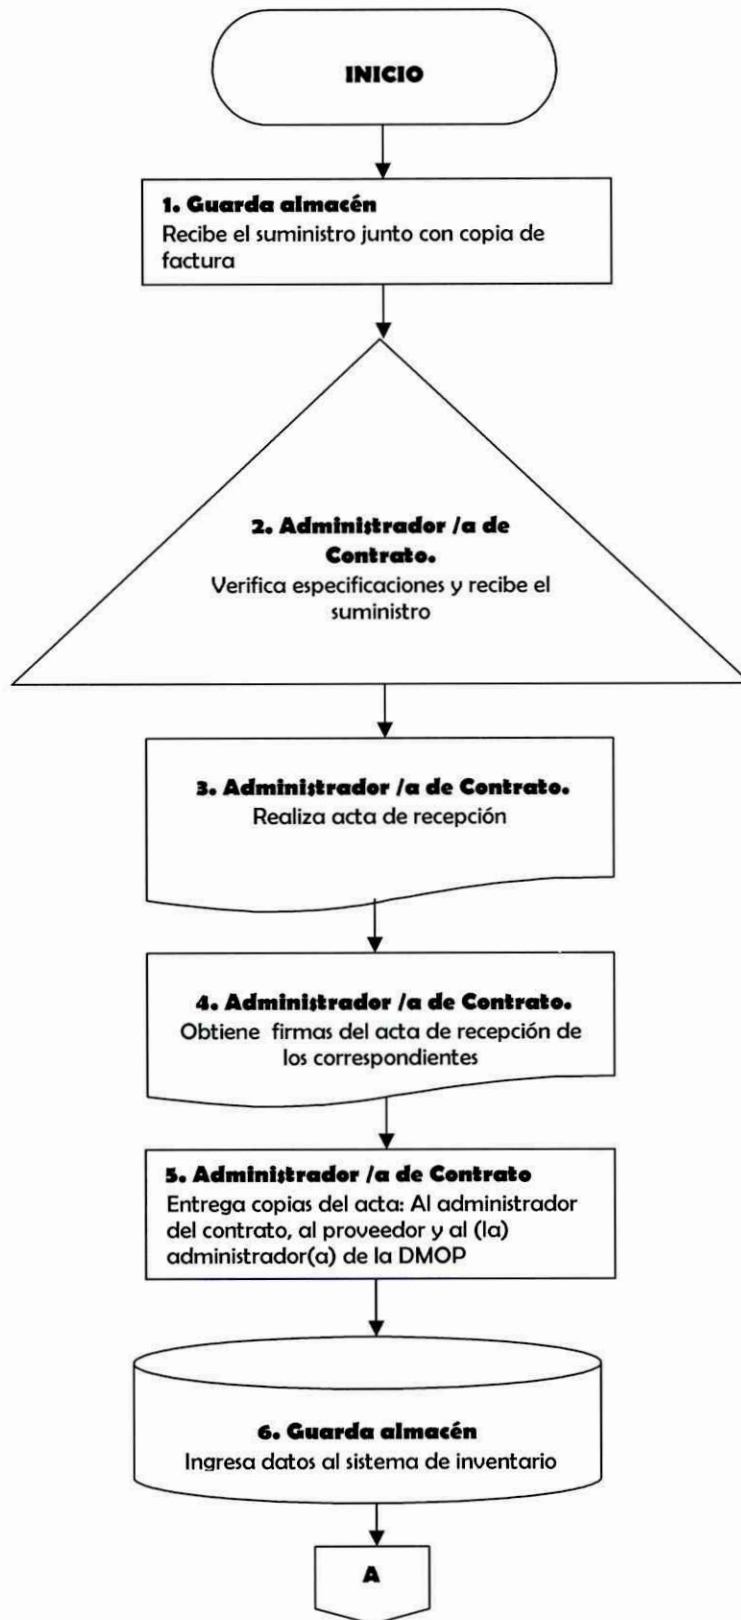 INICIO
1. Guarda almacén
Recibe el suministro junto con copia de
factura
2. Administrador /a de
Contrato.
Verifica especificaciones y recibe el
suministro
3. Administrador /a de Contrato.
Realiza acta de recepción
4. Administrador /a de Contrato.
Obtiene firmas del acta de recepción de
los correspondientes
5. Administrador /a de Contrato
Entrega copias del acta: Al administrador
del contrato, al proveedor y al (la)
administrador(a) de la DMOP
6. Guarda almacén
Ingresa datos al sistema de inventario
A